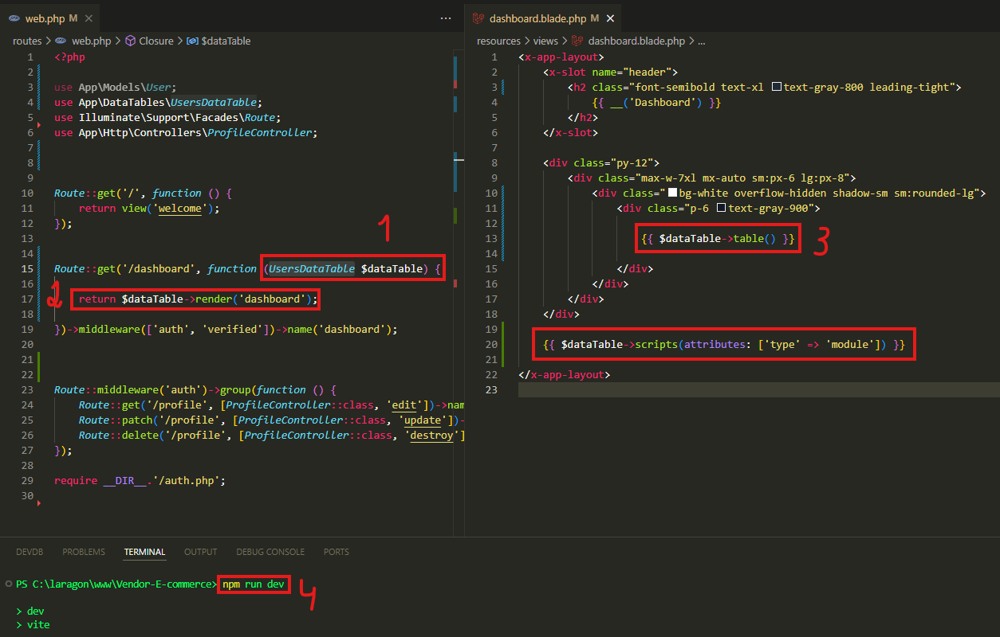 web.php M
routes > web.php > Closure > $dataTable
1 <?php
2
3 use App\Models\User;
4 use App\DataTables\UsersDataTable;
5 use Illuminate\Support\Facades\Route;
6 use App\Http\Controllers\ProfileController;
7
8
9
10 Route::get('/', function () {
11 return view('welcome');
12 });
13
1
14
15 Route::get('/dashboard', function (UsersDataTable $dataTable) {
16
2
17 return $dataTable->render('dashboard');
18
19 })->middleware(['auth', 'verified'])->name('dashboard');
20
21
22
23 Route::middleware('auth')->group(function () {
24 Route::get('/profile', [ProfileController::class, 'edit'])->nam
25 Route::patch('/profile', [ProfileController::class, 'update'])-
26 Route::delete('/profile', [ProfileController::class, 'destroy']
27 });
28
29 require __DIR__.'/auth.php';
30
dashboard.blade.php M
resources > views > dashboard.blade.php > ...
1 <x-app-layout>
2 <x-slot name="header">
3 <h2 class="font-semibold text-xl text-gray-800 leading-tight">
4 {{ __('Dashboard') }}
5 </h2>
6 </x-slot>
7
8 <div class="py-12">
9 <div class="max-w-7xl mx-auto sm:px-6 lg:px-8">
10 <div class="bg-white overflow-hidden shadow-sm sm:rounded-lg">
11 <div class="p-6 text-gray-900">
12
13 {{ $dataTable->table() }}
3
14
15 </div>
16 </div>
17 </div>
18 </div>
19
20 {{ $dataTable->scripts(attributes: ['type' => 'module']) }}
21
22 </x-app-layout>
23
DEVDB PROBLEMS TERMINAL OUTPUT DEBUG CONSOLE PORTS
PS C:\laragon\www\Vendor-E-commerce> npm run dev
4
> dev
> vite